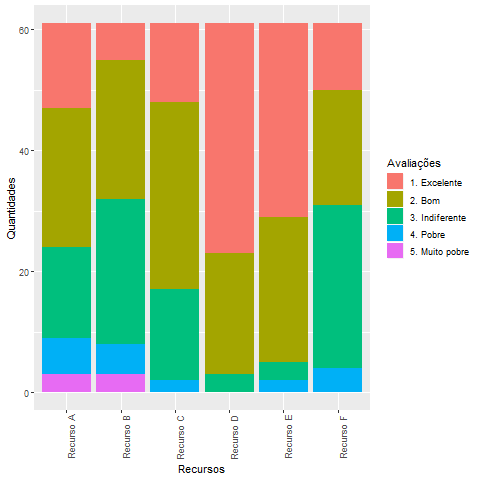 60
40
20
0
Quantidades
Recurso A
Recurso B
Recurso C
Recurso D
Recurso E
Recurso F
Recursos
Avaliações
1. Excelente
2. Bom
3. Indiferente
4. Pobre
5. Muito pobre